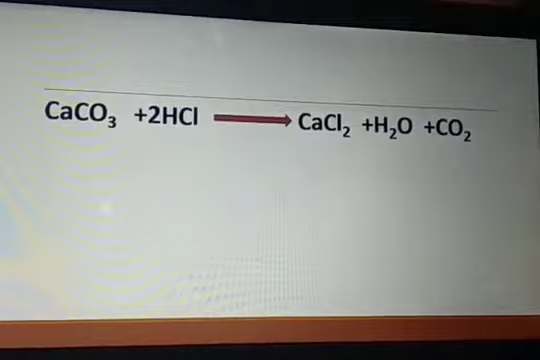 CaCO₃ +2HCl ⟶ CaCl₂ +H₂O +CO₂